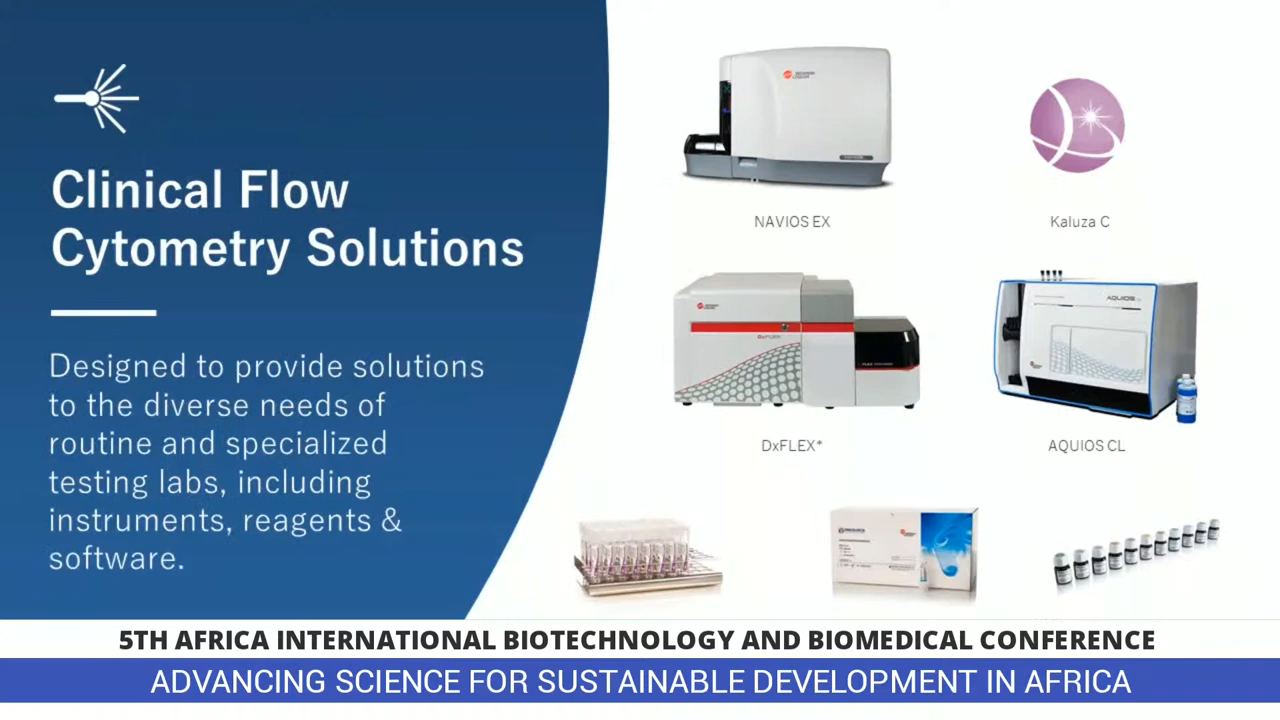 Clinical Flow
Cytometry Solutions
Designed to provide solutions
to the diverse needs of
routine and specialized
testing labs, including
instruments, reagents &
software.
NAVIOS EX
Kaluza C
DxFLEX
DxFLEX*
AQUIOS
AQUIOS CL
5TH AFRICA INTERNATIONAL BIOTECHNOLOGY AND BIOMEDICAL CONFERENCE
ADVANCING SCIENCE FOR SUSTAINABLE DEVELOPMENT IN AFRICA